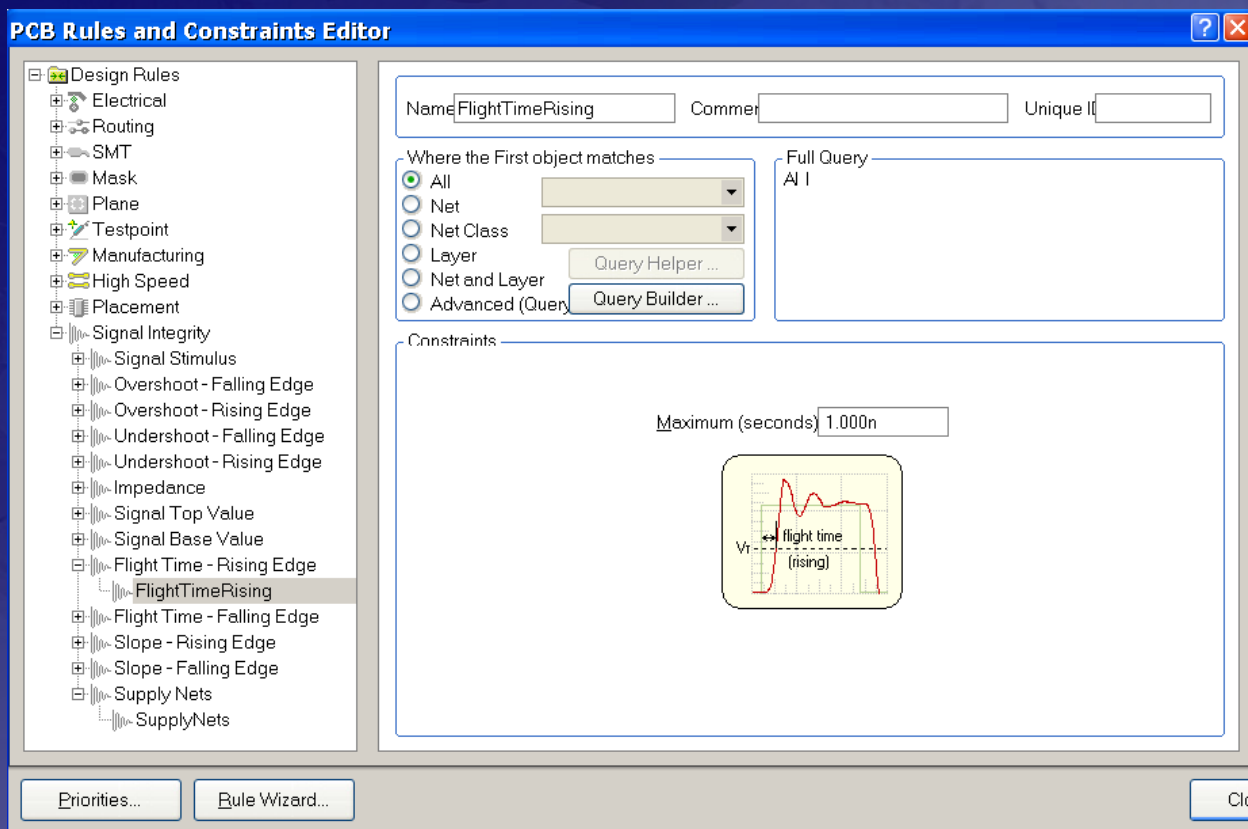 PCB Rules and Constraints Editor
Design Rules
Electrical
Routing
SMT
Mask
Plane
Testpoint
Manufacturing
High Speed
Placement
Signal Integrity
Signal Stimulus
Overshoot - Falling Edge
Overshoot - Rising Edge
Undershoot - Falling Edge
Undershoot - Rising Edge
Impedance
Signal Top Value
Signal Base Value
Flight Time - Rising Edge
FlightTimeRising
Flight Time - Falling Edge
Slope - Rising Edge
Slope - Falling Edge
Supply Nets
SupplyNets
Name FlightTimeRising Commen Unique ID
Where the First object matches
All
Net
Net Class
Layer
Net and Layer
Advanced (Query
Query Helper ...
Query Builder ...
Full Query
All
Constraints
Maximum (seconds) 1.000n
flight time
VT
(rising)
Priorities...
Rule Wizard...
Clo